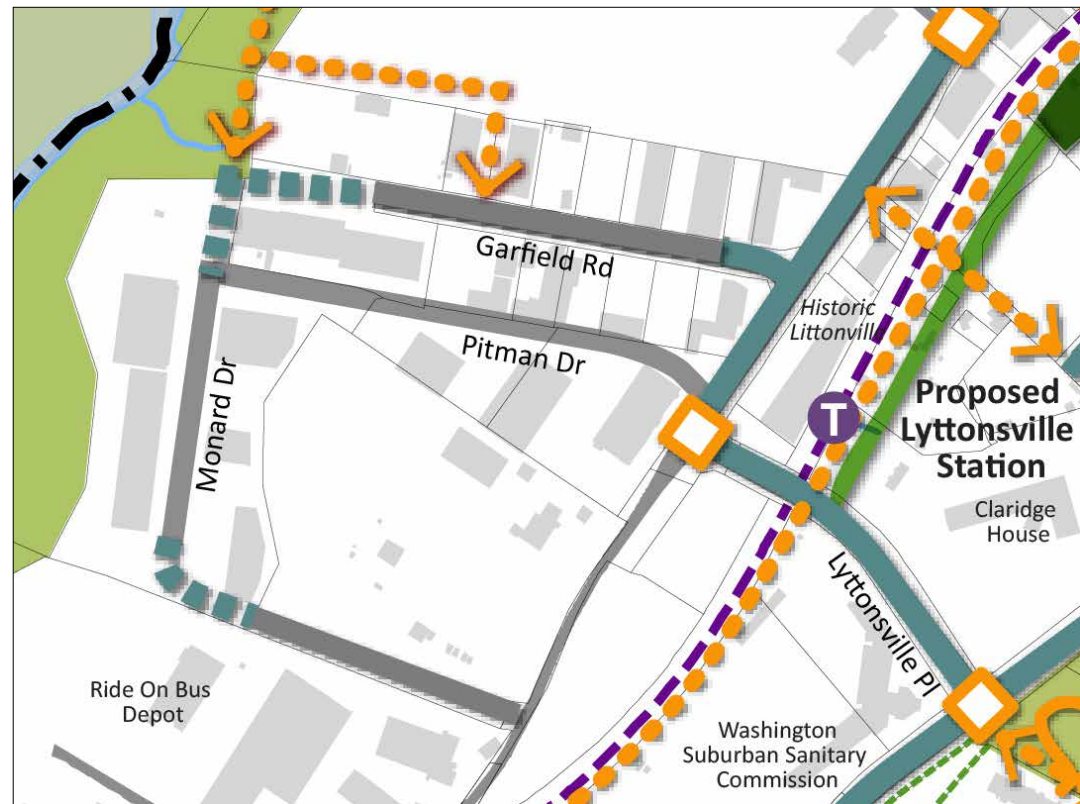 Garfield Rd
Historic
Littonville
Pitman Dr
Monard Dr
T
Proposed
Lyttonsville
Station
Claridge
House
Lyttonsville Pl
Ride On Bus
Depot
Washington
Suburban Sanitary
Commission